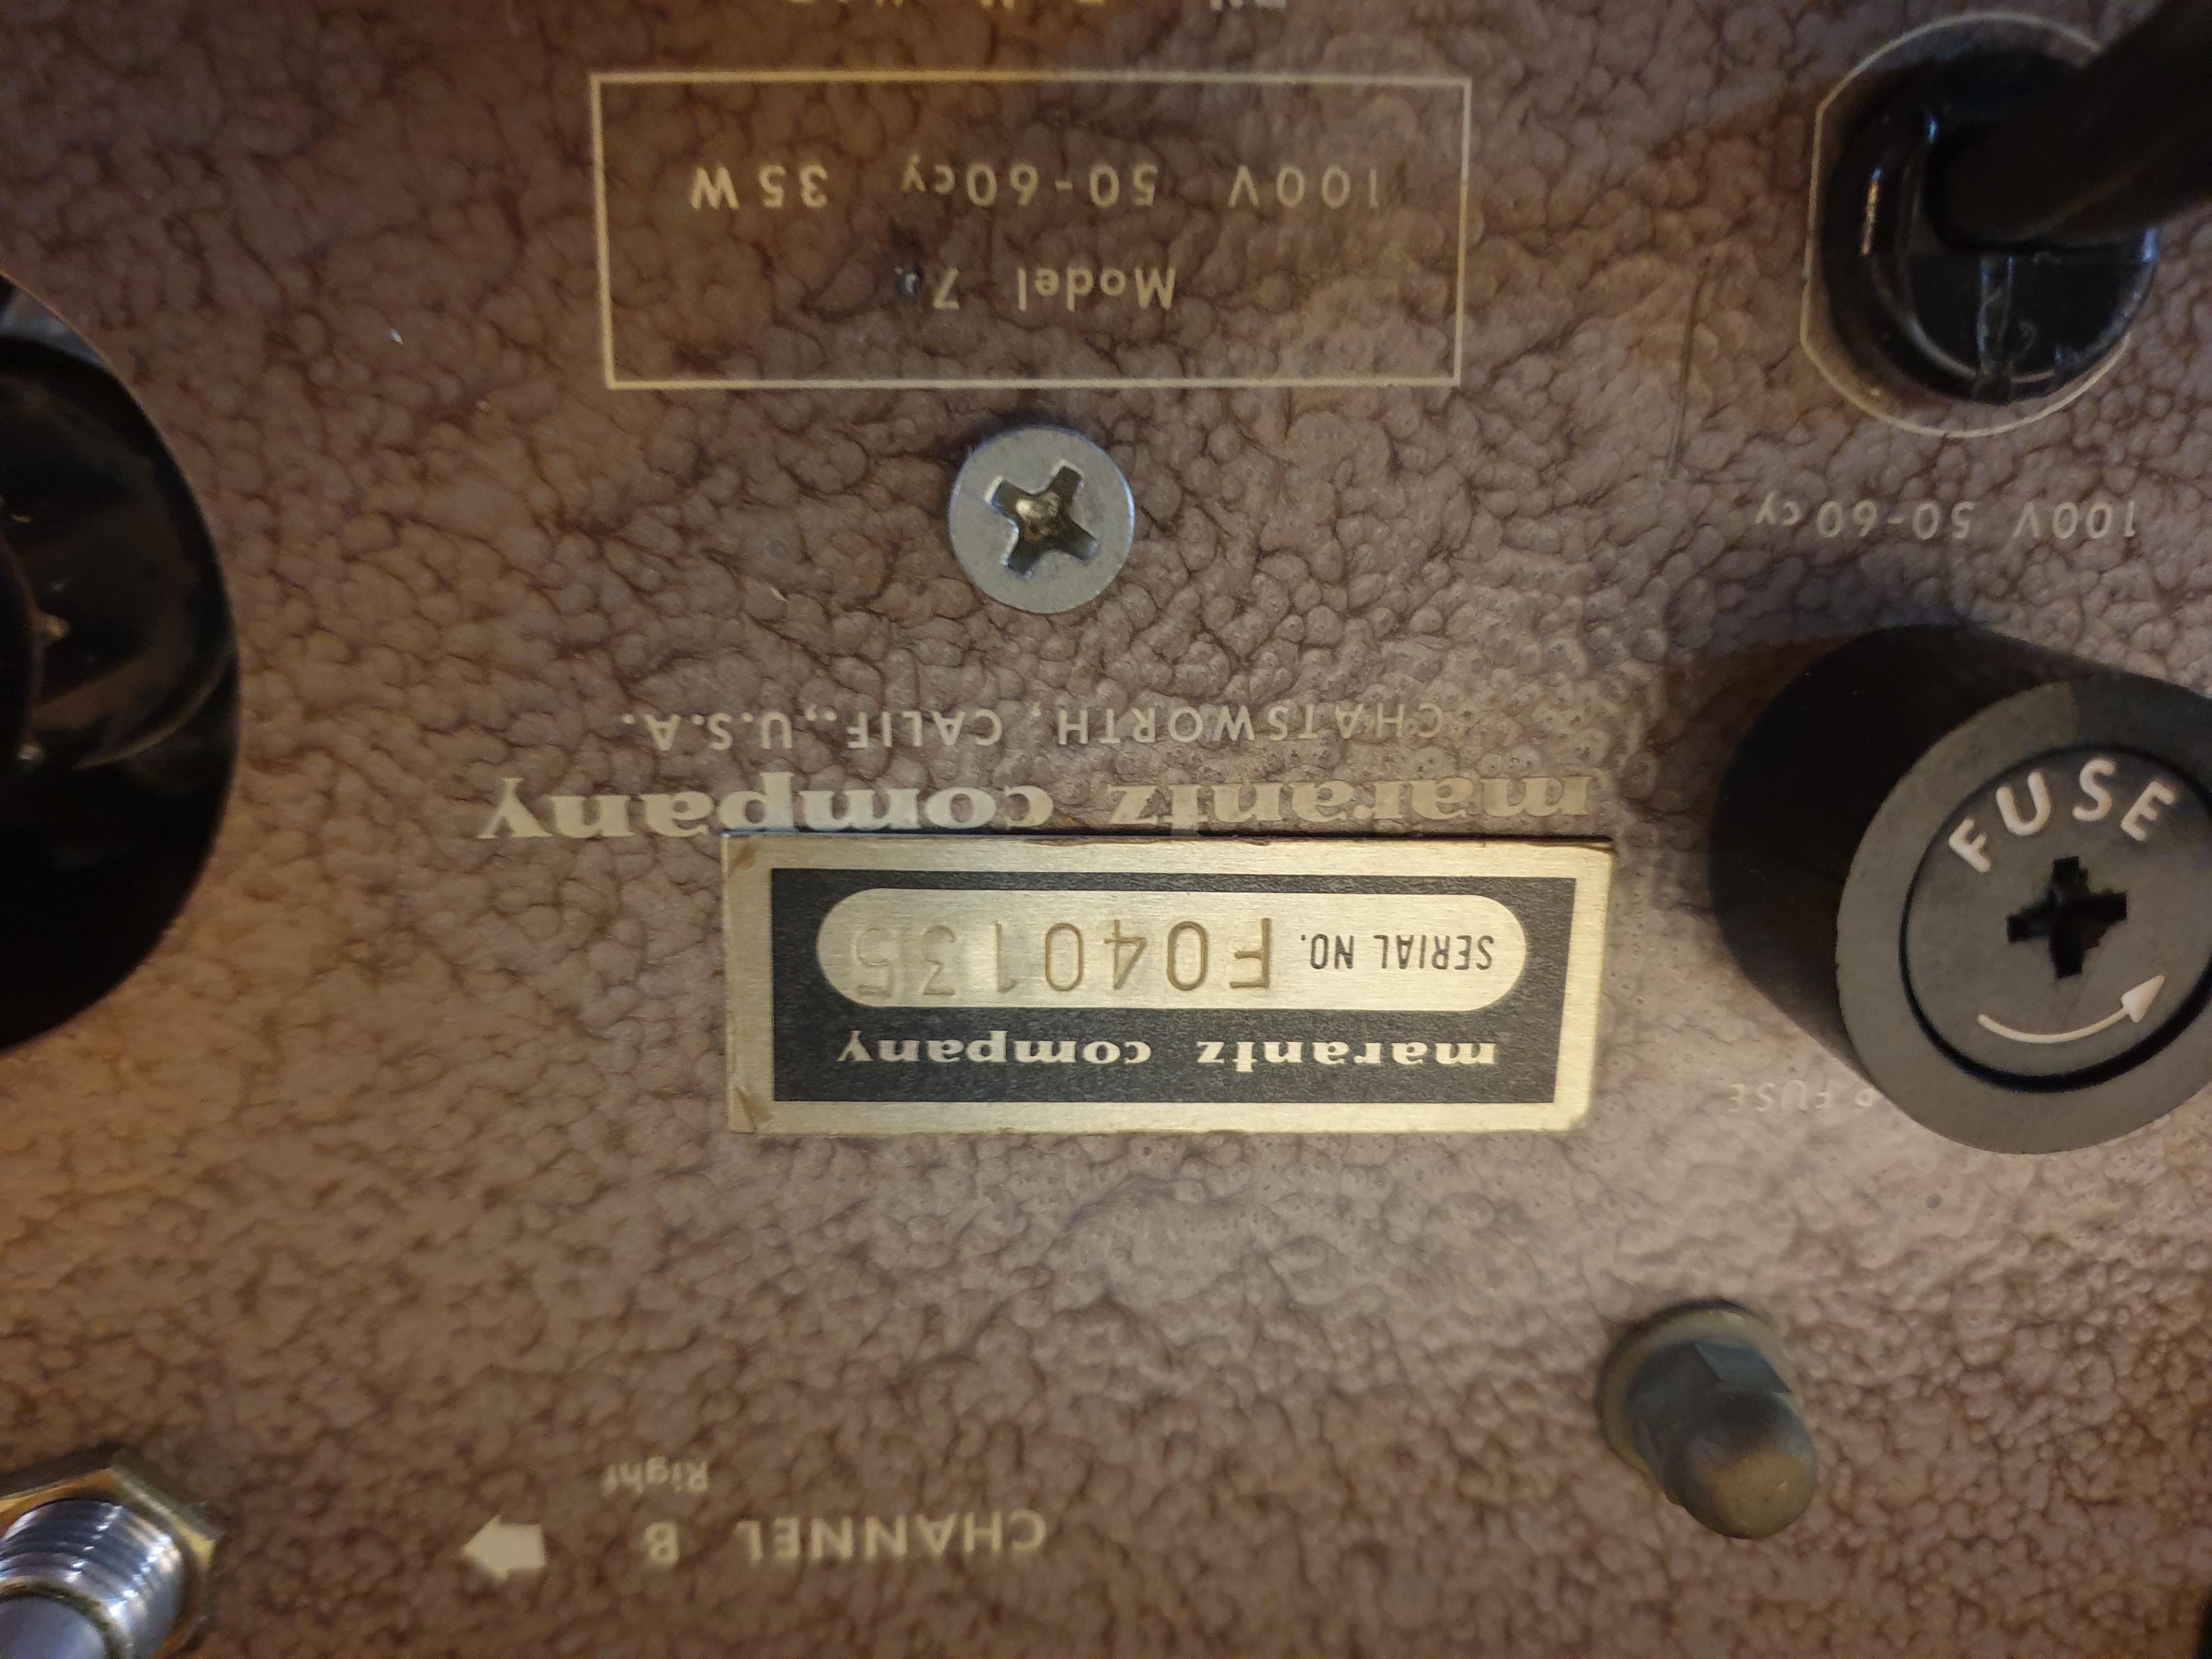 CHANNEL B
Right
marantz company
SERIAL NO. F040135
marantz company
CHATSWORTH, CALIF., U.S.A.
FUSE
FUSE
100V 50-60cy
Model 7
100V 50-60cy 35W